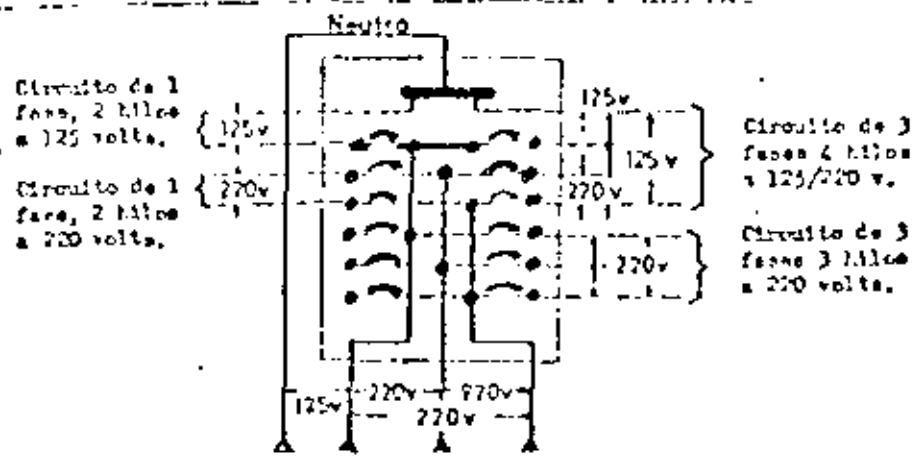 Neutro
Circuito de 1
fase, 2 hilos
a 125 volts.
125v
Circuito de 1
fase, 2 hilos
a 220 volts.
220v
125v
125 v
220v
Circuito de 3
fases 4 hilos
a 125/220 v.
220v
Circuito de 3
fases 3 hilos
a 220 volts.
220v
220v
125v
220v